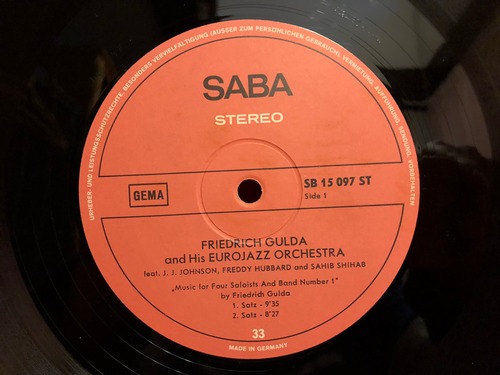 URHEBER- UND LEISTUNGSSCHUTZRECHTE, BESONDERS VERVIELFÄLTIGUNG (AUSSER ZUM PERSÖNLICHEN GEBRAUCH), VERMIETUNG, AUFFÜHRUNG, SENDUNG, VORBEHALTEN
SABA
STEREO
GEMA
SB 15 097 ST
Side 1
FRIEDRICH GULDA
and His EUROJAZZ ORCHESTRA
feat. J. J. JOHNSON, FREDDY HUBBARD and SAHIB SHIHAB
„Music for Four Soloists And Band Number 1"
by Friedrich Gulda
1. Satz - 9'35
2. Satz - 8'27
33
MADE IN GERMANY